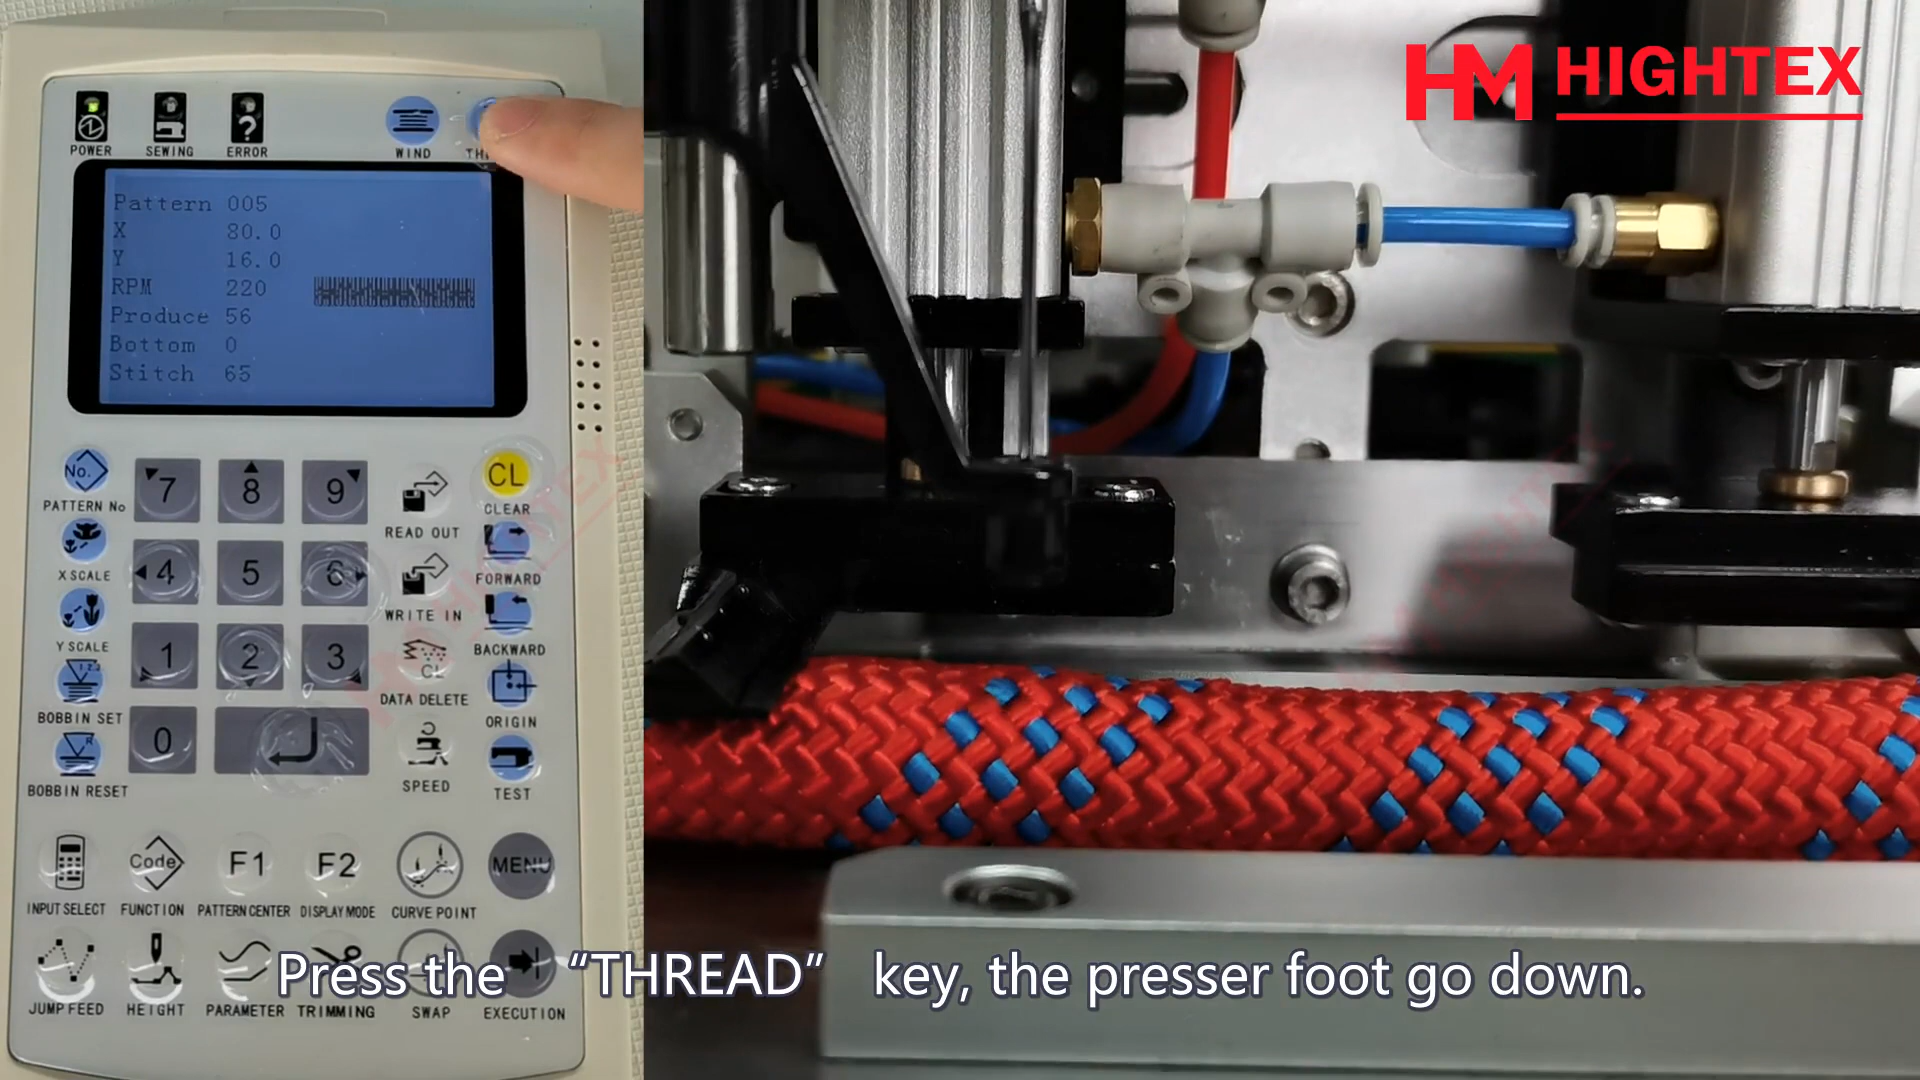 HM HIGHTEX
POWER SEWING ERROR WIND
Pattern 005
X 80.0
Y 16.0
RPM 220
Produce 56
Bottom 0
Stitch 65
No. 7 8 9 CL
PATTERN No READ OUT CLEAR
4 5 6
X SCALE FORWARD
WRITE IN
Y SCALE 1 2 3 BACKWARD
CL
DATA DELETE
BOBBIN SET ORIGIN
R 0
BOBBIN RESET SPEED TEST
Code F1 F2 MENU
INPUT SELECT FUNCTION PATTERN CENTER DISPLAY MODE CURVE POINT
JUMP FEED HEIGHT PARAMETER TRIMMING SWAP EXECUTION
Press the “THREAD” key, the presser foot go down.